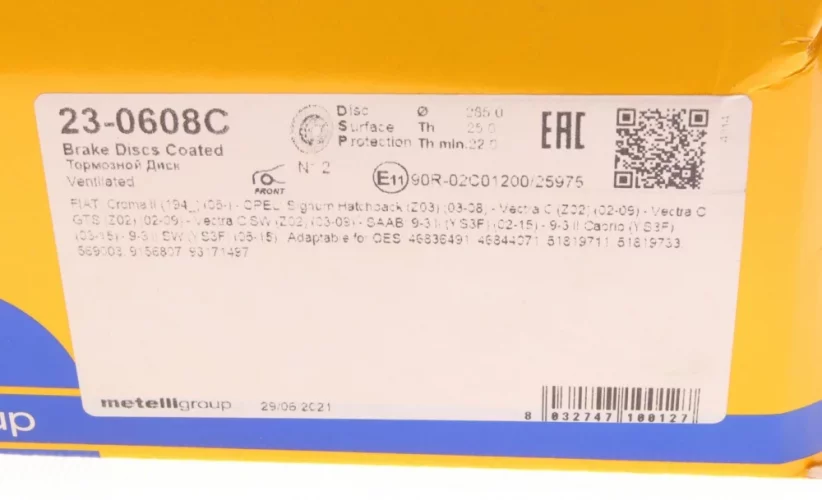 23-0608C
Brake Discs Coated
Тормозной Диск
Ventilated
FRONT
N° 2
Disc Ø 285.0
Surface Th 25.0
Protection Th min. 22.0
EAC
E11 90R-02C01200/25975
FIAT: Croma II (194_) (05-) - OPEL: Signum Hatchback (Z03) (03-08) - Vectra C (Z02) (02-09) - Vectra C
GTS (Z02) (02-09) - Vectra C SW (Z02) (03-09) - SAAB: 9-3 II (YS3F) (02-15) - 9-3 II Cabrio (YS3F)
(03-15) - 9-3 II SW (YS3F) (05-15) Adaptable for OES: 46836491 46844071 51819711 51819733
569003 9156807 93171497
metelligroup 29/06/2021
8 032747 100127
up